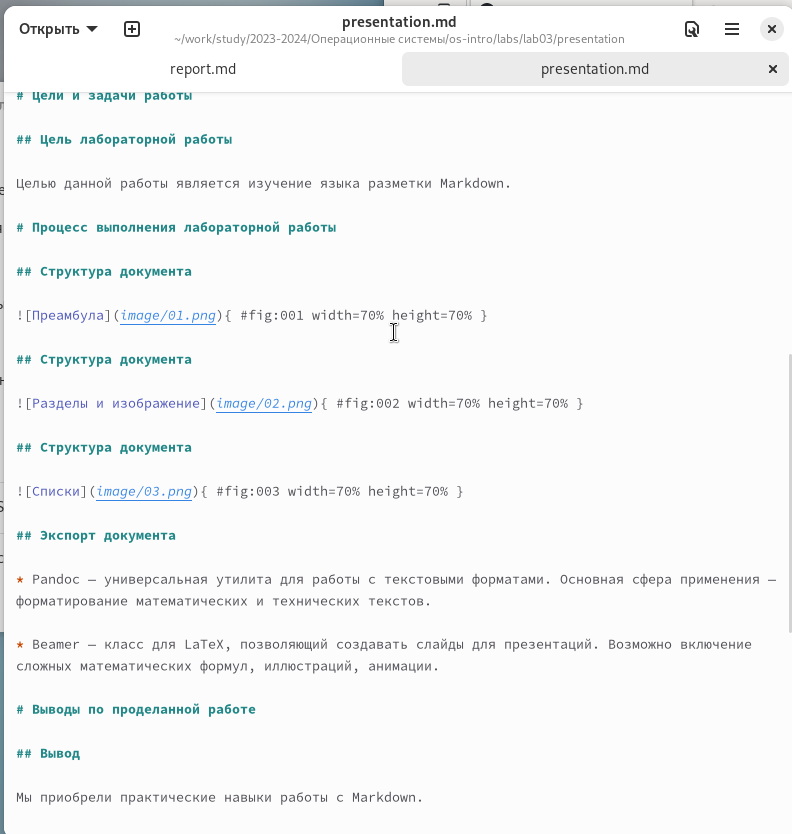 Открыть
presentation.md
~/work/study/2023-2024/Операционные системы/os-intro/labs/lab03/presentation
report.md
presentation.md
# Цели и задачи работы
## Цель лабораторной работы
Целью данной работы является изучение языка разметки Markdown.
# Процесс выполнения лабораторной работы
## Структура документа
![Преамбула](image/01.png){ #fig:001 width=70% height=70% }
## Структура документа
![Разделы и изображение](image/02.png){ #fig:002 width=70% height=70% }
## Структура документа
![Списки](image/03.png){ #fig:003 width=70% height=70% }
## Экспорт документа
* Pandoc — универсальная утилита для работы с текстовыми форматами. Основная сфера применения —
форматирование математических и технических текстов.
* Beamer — класс для LaTeX, позволяющий создавать слайды для презентаций. Возможно включение
сложных математических формул, иллюстраций, анимации.
# Выводы по проделанной работе
## Вывод
Мы приобрели практические навыки работы с Markdown.